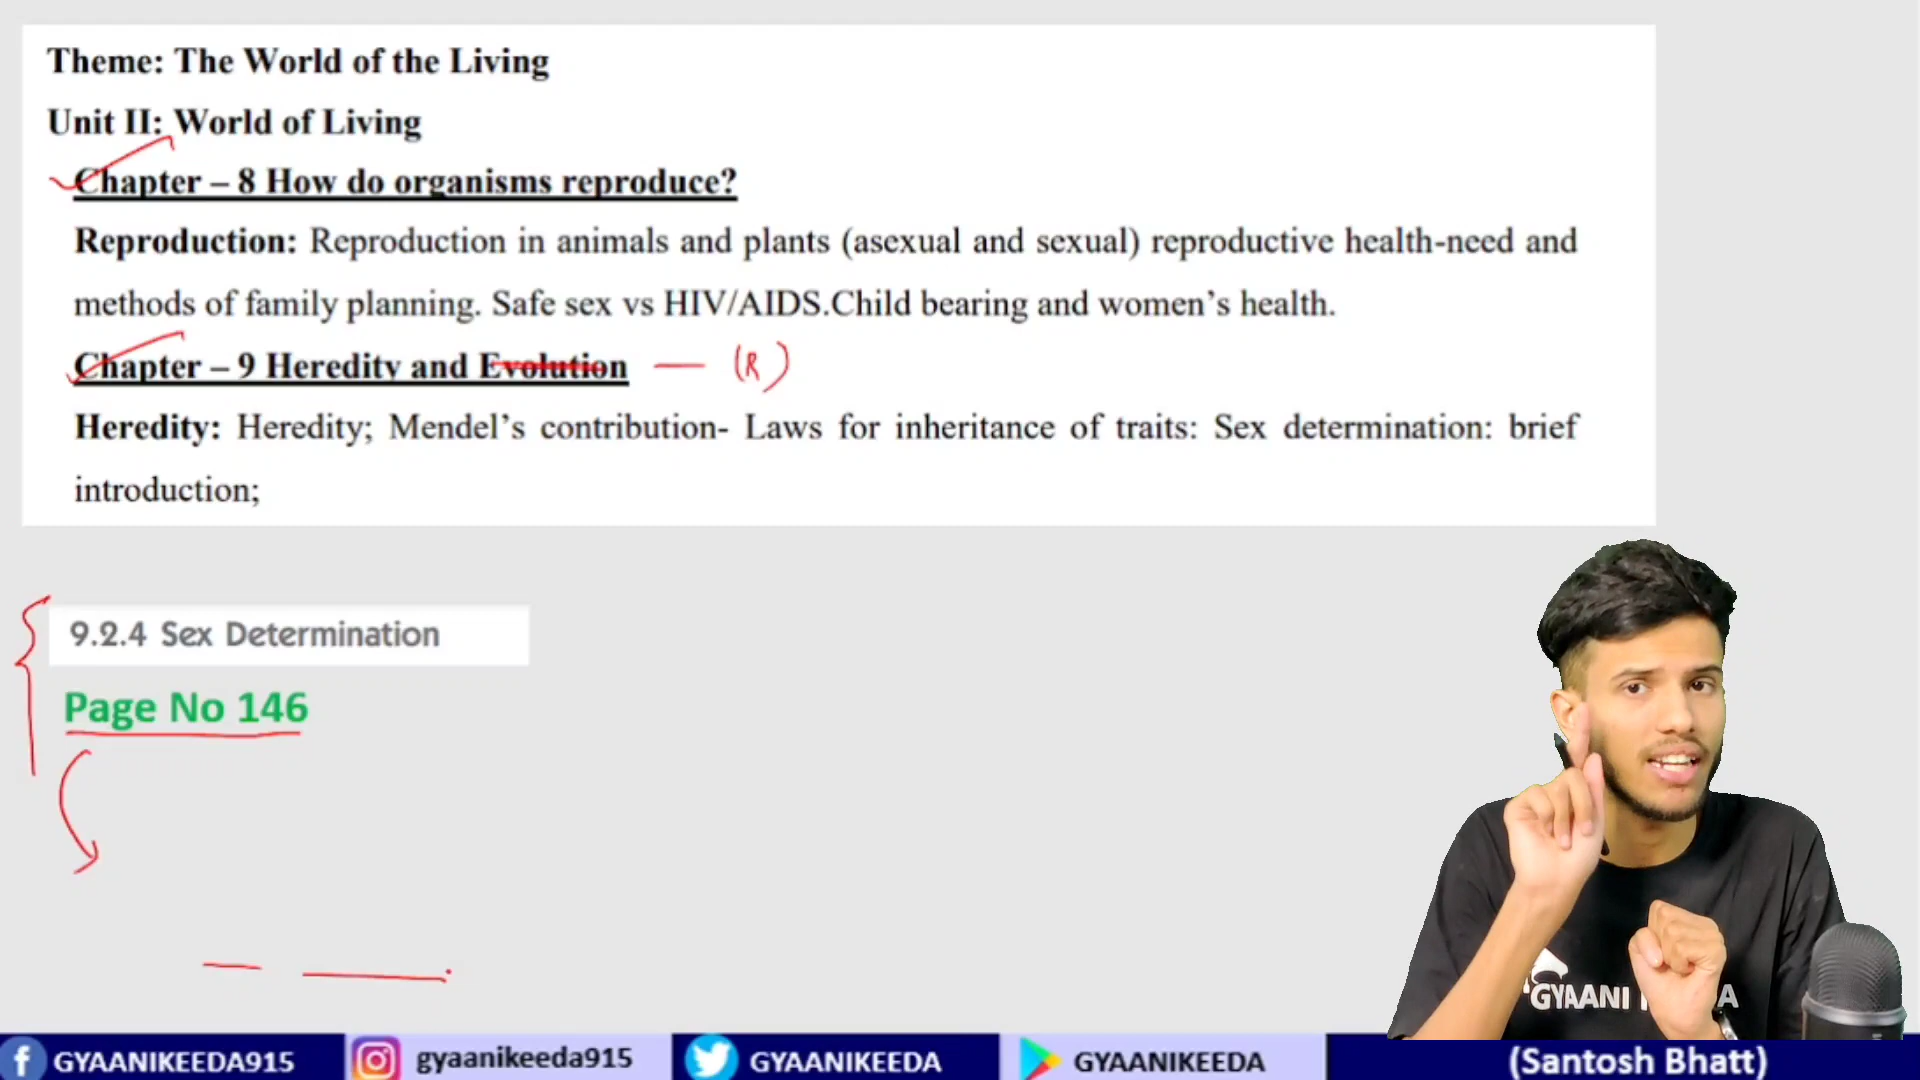 Theme: The World of the Living
Unit II: World of Living
Chapter – 8 How do organisms reproduce?
Reproduction: Reproduction in animals and plants (asexual and sexual) reproductive health-need and
methods of family planning. Safe sex vs HIV/AIDS.Child bearing and women’s health.
Chapter – 9 Heredity and Evolution — (R)
Heredity: Heredity; Mendel’s contribution- Laws for inheritance of traits: Sex determination: brief
introduction;
9.2.4 Sex Determination
Page No 146
GYAANI
A
GYAANIKEEDA915
gyaanikeeda915
GYAANIKEEDA
GYAANIKEEDA
(Santosh Bhatt)